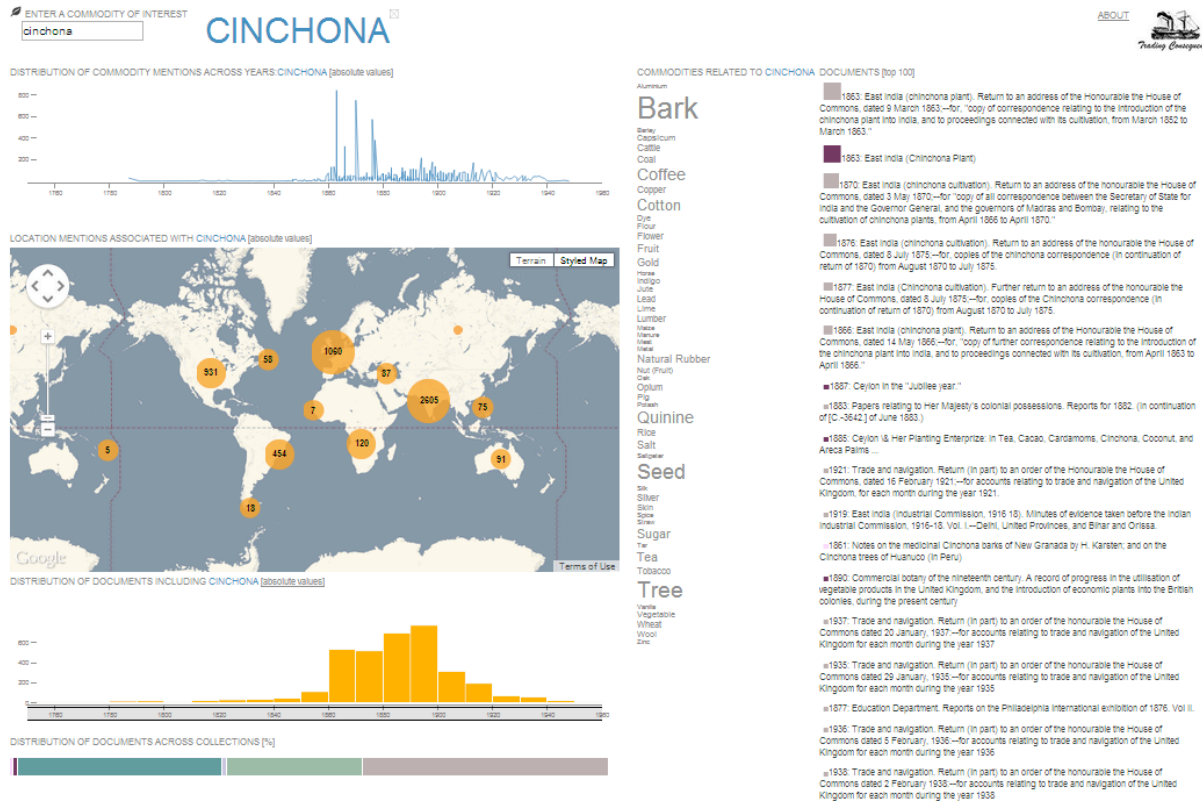 ENTER A COMMODITY OF INTEREST
cinchona
CINCHONA
ABOUT
DISTRIBUTION OF COMMODITY MENTIONS ACROSS YEARS:CINCHONA [absolute values]
800
600
400
200
1760 1800 1820 1840 1860 1880 1900 1920 1940 1960
LOCATION MENTIONS ASSOCIATED WITH CINCHONA [absolute values]
Terrain Styled Map
58
1060
931
87
7
2605
75
5
454
120
91
18
Google
Terms of Use
DISTRIBUTION OF DOCUMENTS INCLUDING CINCHONA [absolute values]
600
400
200
0
1760 1800 1820 1840 1860 1880 1900 1920 1940 1960
DISTRIBUTION OF DOCUMENTS ACROSS COLLECTIONS [%]
COMMODITIES RELATED TO CINCHONA
Aluminium
Bark
Barley
Capsicum
Cattle
Coal
Coffee
Copper
Cotton
Dye
Flour
Flower
Fruit
Gold
Horse
Indigo
Jute
Lead
Lime
Lumber
Maize
Manure
Meat
Metal
Natural Rubber
Nut (Fruit)
Oak
Opium
Pig
Potash
Quinine
Rice
Salt
Saltpeter
Seed
Silk
Silver
Skin
Spice
Straw
Sugar
Tar
Tea
Tobacco
Tree
Vanilla
Vegetable
Wheat
Wool
Zinc
DOCUMENTS [top 100]
1863: East India (chinchona plant). Return to an address of the Honourable the House of
Commons, dated 9 March 1863;--for, "copy of correspondence relating to the introduction of the
chinchona plant into India, and to proceedings connected with its cultivation, from March 1852 to
March 1863."
1863: East India (Chinchona Plant)
1870: East India (chinchona cultivation). Return to an address of the honourable the House of
Commons, dated 3 May 1870;--for "copy of all correspondence between the Secretary of State for
India and the Governor General, and the governors of Madras and Bombay, relating to the
cultivation of chinchona plants, from April 1866 to April 1870."
1876: East India (chinchona cultivation). Return to an address of the honourable the House of
Commons, dated 8 July 1875;--for, copies of the chinchona correspondence (in continuation of
return of 1870) from August 1870 to July 1875.
1877: East India (Chinchona cultivation). Further return to an address of the honourable the
House of Commons, dated 8 July 1875;--for, copies of the Chinchona correspondence (in
continuation of return of 1870) from August 1870 to July 1875.
1866: East India (chinchona plant). Return to an address of the Honourable the House of
Commons, dated 14 May 1866;--for, "copy of further correspondence relating to the introduction of
the chinchona plant into India, and to proceedings connected with its cultivation, from April 1863 to
April 1866."
1887: Ceylon in the "Jubilee year."
1883: Papers relating to Her Majesty's colonial possessions. Reports for 1882. (In continuation
of [C.-3642.] of June 1883.)
1885: Ceylon \& Her Planting Enterprize: In Tea, Cacao, Cardamoms, Cinchona, Coconut, and
Areca Palms ...
1921: Trade and navigation. Return (in part) to an order of the Honourable the House of
Commons, dated 16 February 1921;--for accounts relating to trade and navigation of the United
Kingdom, for each month during the year 1921.
1919: East India (Industrial Commission, 1916 18). Minutes of evidence taken before the Indian
Industrial Commission, 1916-18. Vol. I.--Delhi, United Provinces, and Bihar and Orissa.
1861: Notes on the medicinal Cinchona barks of New Granada by H. Karsten; and on the
Cinchona trees of Huanuco (in Peru)
1890: Commercial botany of the nineteenth century. A record of progress in the utilisation of
vegetable products in the United Kingdom, and the introduction of economic plants into the British
colonies, during the present century
1937: Trade and navigation. Return (in part) to an order of the honourable the House of
Commons dated 20 January, 1937:--for accounts relating to trade and navigation of the United
Kingdom for each month during the year 1937
1935: Trade and navigation. Return (in part) to an order of the honourable the House of
Commons dated 29 January, 1935:--for accounts relating to trade and navigation of the United
Kingdom for each month during the year 1935
1877: Education Department. Reports on the Philadelphia international exhibition of 1876. Vol II.
1936: Trade and navigation. Return (in part) to an order of the honourable the House of
Commons dated 5 February, 1936:--for accounts relating to trade and navigation of the United
Kingdom for each month during the year 1936
1938: Trade and navigation. Return (in part) to an order of the honourable the House of
Commons dated 2 February 1938:--for accounts relating to trade and navigation of the United
Kingdom for each month during the year 1938